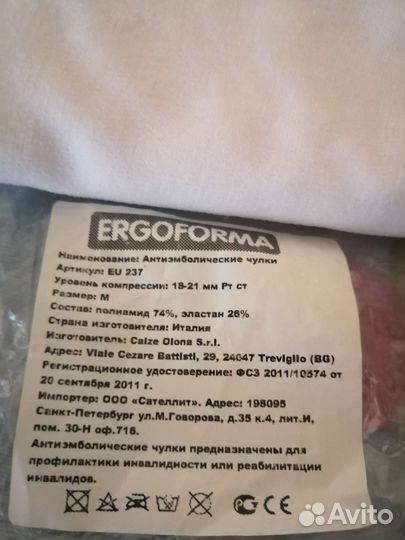 ERGOFORMA
Наименование: Антиэмболические чулки
Артикул: EU 237
Уровень компрессии: 18-21 мм Рт ст
Размер: М
Состав: полиамид 74%, эластан 26%
Страна изготовителя: Италия
Изготовитель: Calze Olona S.r.l.
Адрес: Viale Cezare Battisti, 29, 24047 Treviglio (BG)
Регистрационное удостоверение: ФСЗ 2011/10574 от
20 сентября 2011 г.
Импортер: ООО «Сателлит». Адрес: 198095
Санкт-Петербург ул.М.Говорова, д.35 к.4, лит.И,
пом. 30-Н оф.716.
Антиэмболические чулки предназначены для
профилактики инвалидности или реабилитации
инвалидов.
РСТ CE
Avito